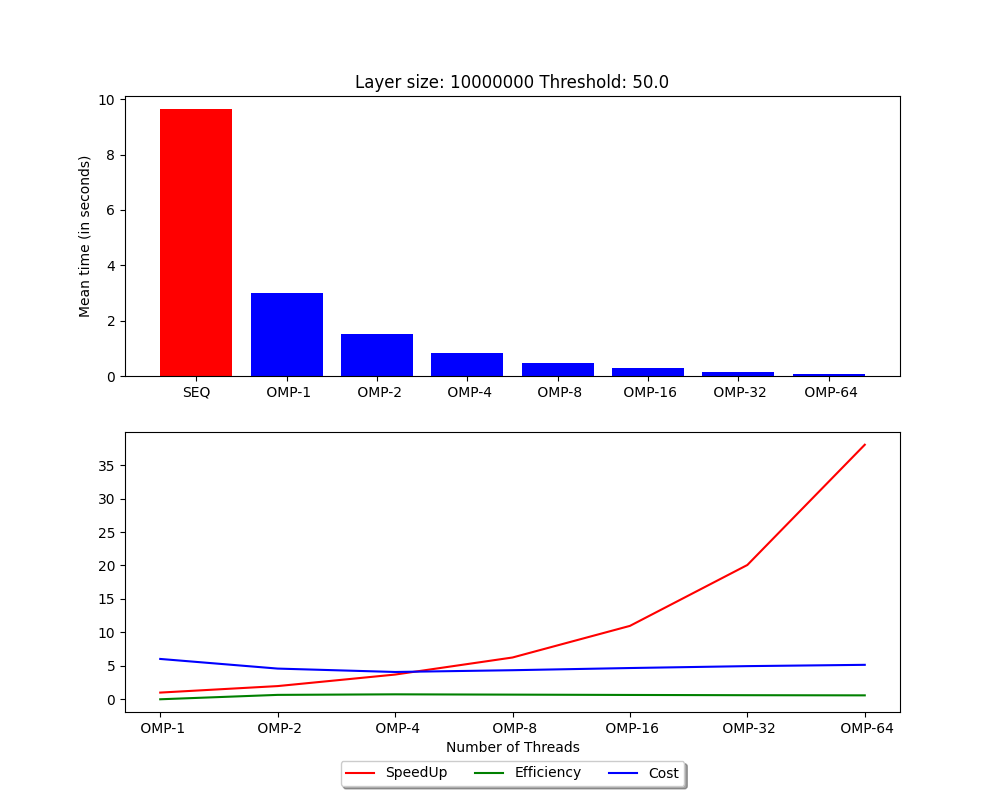 Layer size: 10000000 Threshold: 50.0
10
8
6
4
2
0
Mean time (in seconds)
SEQ OMP-1 OMP-2 OMP-4 OMP-8 OMP-16 OMP-32 OMP-64
35
30
25
20
15
10
5
0
OMP-1 OMP-2 OMP-4 OMP-8 OMP-16 OMP-32 OMP-64
Number of Threads
SpeedUp Efficiency Cost